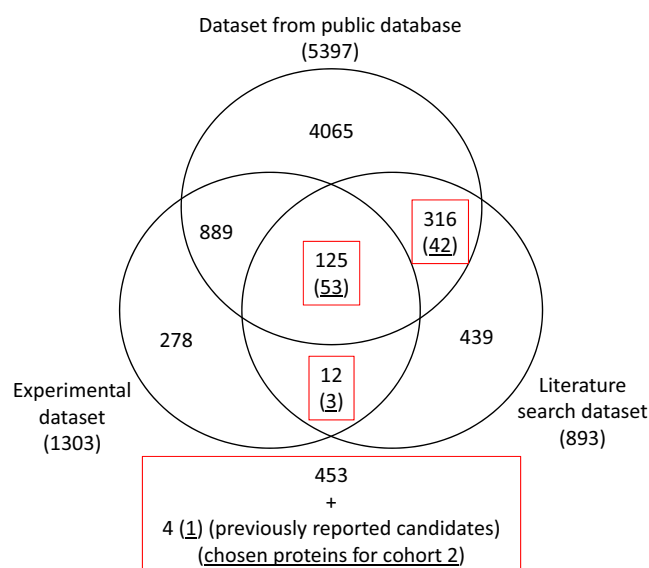 Dataset from public database
(5397)
4065
889
316
(42)
125
(53)
278
439
12
(3)
Experimental
dataset
(1303)
Literature
search dataset
(893)
453
+
4 (1) (previously reported candidates)
(chosen proteins for cohort 2)